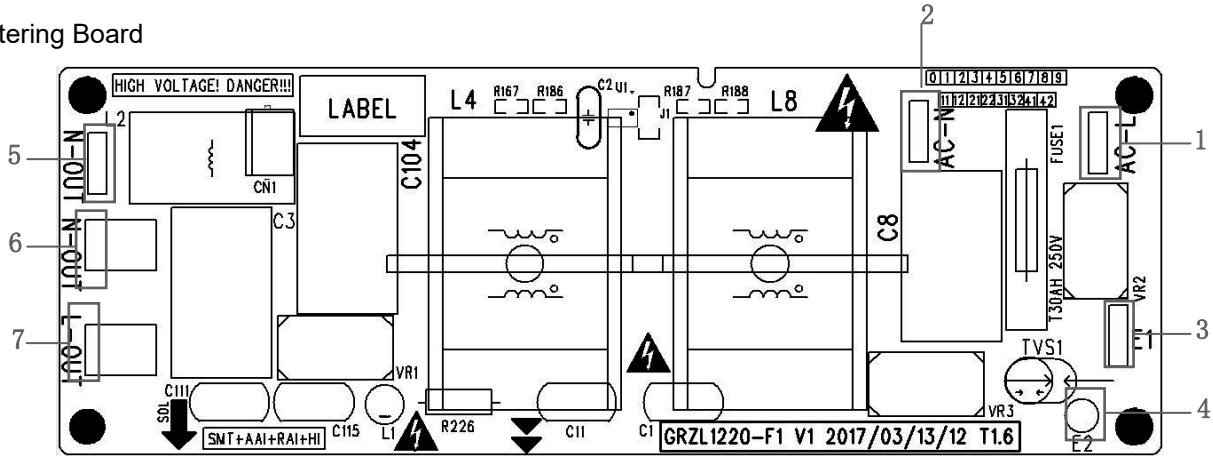 tering Board
2
HIGH VOLTAGE! DANGER!!!
LABEL
L4
R167
R186
C2
U1
J1
R187
R188
L8
0 1 2 3 4 5 6 7 8 9
11 12 21 22 31 32 41 42
AC-N
FUSE1
AC-L
1
5
N-OUT
CN1
C104
C3
6
N-OUT
C8
T30AH 250V
VR2
7
L-OUT
3
E1
TVS1
C111
SOL
VR1
C115
L1
R226
C11
C1
VR3
4
E2
SMT+AAI+RAI+HI
GRZL1220-F1 V1 2017/03/13/12 T1.6